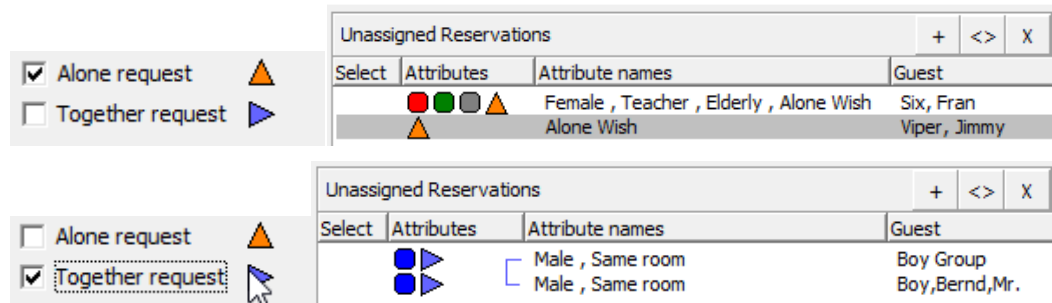 Unassigned Reservations + <> X
Alone request
Together request
Select Attributes Attribute names Guest
Female , Teacher , Elderly , Alone Wish Six, Fran
Alone Wish Viper, Jimmy
Unassigned Reservations + <> X
Alone request
Together request
Select Attributes Attribute names Guest
Male , Same room Boy Group
Male , Same room Boy,Bernd,Mr.